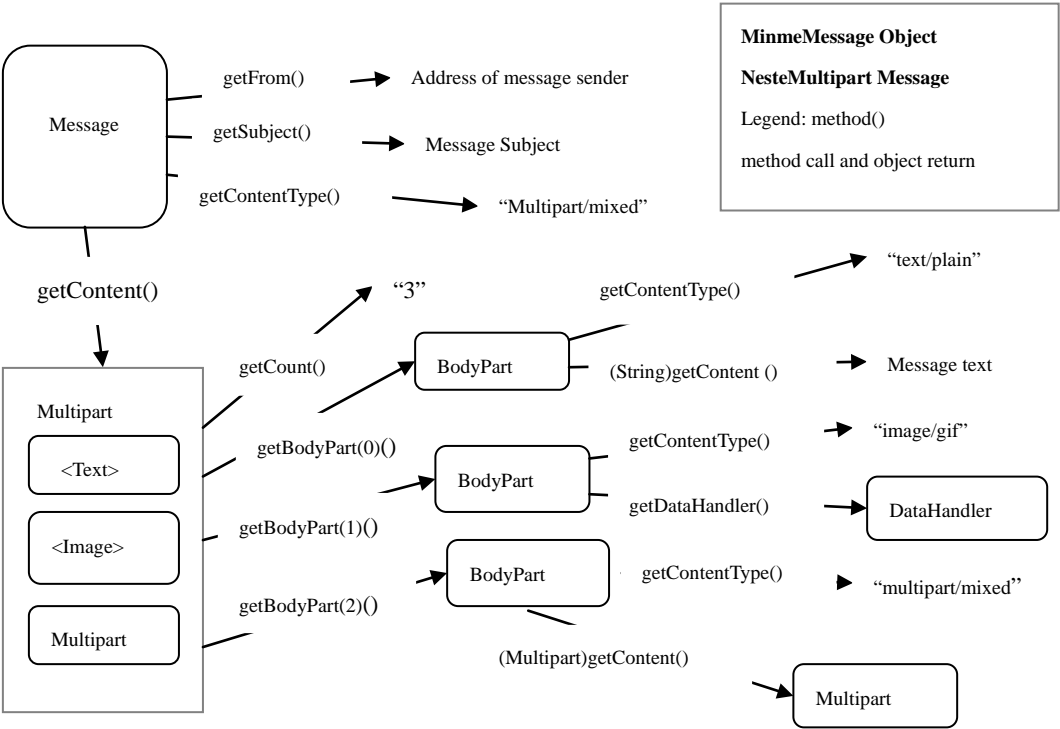 MinmeMessage Object
NesteMultipart Message
Legend: method()
method call and object return
Message
getFrom()
Address of message sender
getSubject()
Message Subject
getContentType()
“Multipart/mixed”
getContent()
“3”
getCount()
Multipart
<Text>
<Image>
Multipart
getBodyPart(0)()
BodyPart
getContentType()
“text/plain”
(String)getContent ()
Message text
getBodyPart(1)()
BodyPart
getContentType()
“image/gif”
getDataHandler()
DataHandler
getBodyPart(2)()
BodyPart
getContentType()
“multipart/mixed”
(Multipart)getContent()
Multipart